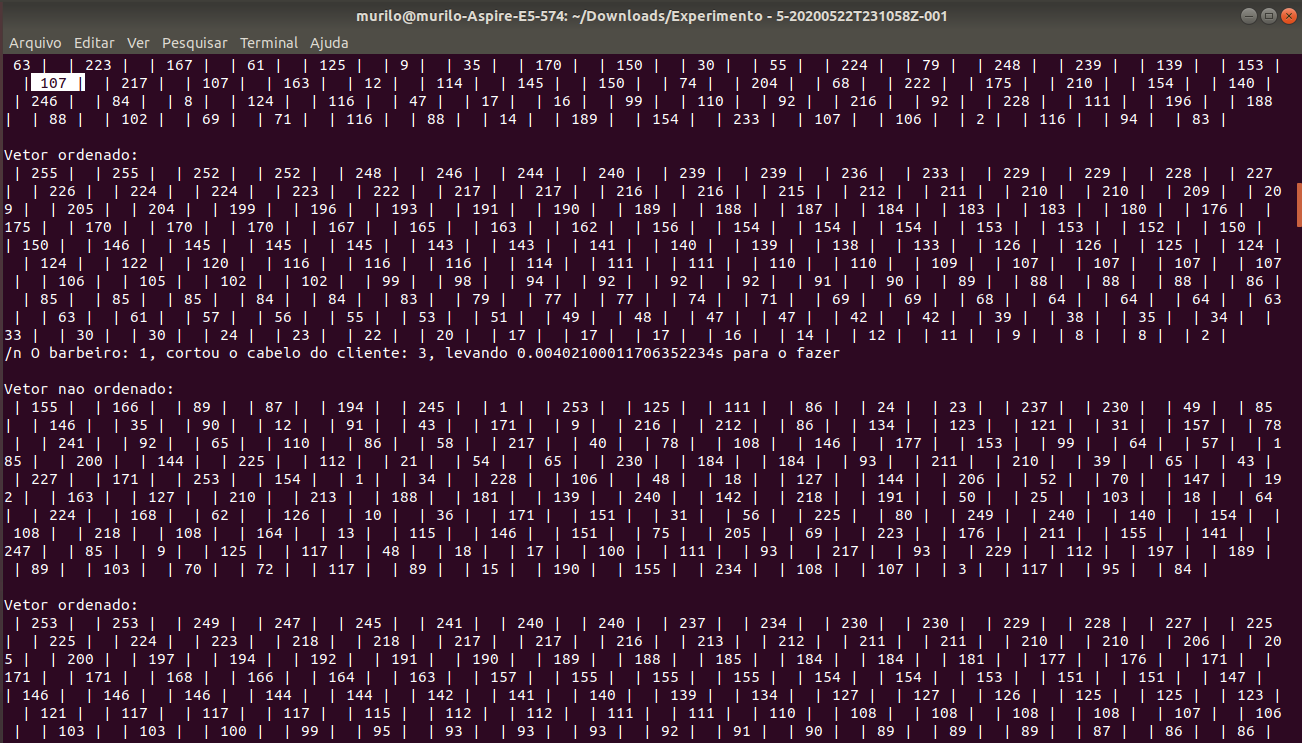 murilo@murilo-Aspire-E5-574: ~/Downloads/Experimento - 5-20200522T231058Z-001
Arquivo Editar Ver Pesquisar Terminal Ajuda
63 | | 223 | | 167 | | 61 | | 125 | | 9 | | 35 | | 170 | | 150 | | 30 | | 55 | | 224 | | 79 | | 248 | | 239 | | 139 | | 153 |
| 107 | | 217 | | 107 | | 163 | | 12 | | 114 | | 145 | | 150 | | 74 | | 204 | | 68 | | 222 | | 175 | | 210 | | 154 | | 140 |
| 246 | | 84 | | 8 | | 124 | | 116 | | 47 | | 17 | | 16 | | 99 | | 110 | | 92 | | 216 | | 92 | | 228 | | 111 | | 196 | | 188
| | 88 | | 102 | | 69 | | 71 | | 116 | | 88 | | 14 | | 189 | | 154 | | 233 | | 107 | | 106 | | 2 | | 116 | | 94 | | 83 |
Vetor ordenado:
| 255 | | 255 | | 252 | | 252 | | 248 | | 246 | | 244 | | 240 | | 239 | | 239 | | 236 | | 233 | | 229 | | 229 | | 228 | | 227
| | 226 | | 224 | | 224 | | 223 | | 222 | | 217 | | 217 | | 216 | | 216 | | 215 | | 212 | | 211 | | 210 | | 210 | | 209 | | 20
9 | | 205 | | 204 | | 199 | | 196 | | 193 | | 191 | | 190 | | 189 | | 188 | | 187 | | 184 | | 183 | | 183 | | 180 | | 176 | |
175 | | 170 | | 170 | | 170 | | 167 | | 165 | | 163 | | 162 | | 156 | | 154 | | 154 | | 154 | | 153 | | 153 | | 152 | | 150 |
| 150 | | 146 | | 145 | | 145 | | 145 | | 143 | | 143 | | 141 | | 140 | | 139 | | 138 | | 133 | | 126 | | 126 | | 125 | | 124 |
| 124 | | 122 | | 120 | | 116 | | 116 | | 116 | | 114 | | 111 | | 111 | | 110 | | 110 | | 109 | | 107 | | 107 | | 107 | | 107
| | 106 | | 105 | | 102 | | 102 | | 99 | | 98 | | 94 | | 92 | | 92 | | 92 | | 91 | | 90 | | 89 | | 88 | | 88 | | 88 | | 86 |
| 85 | | 85 | | 85 | | 84 | | 84 | | 83 | | 79 | | 77 | | 77 | | 74 | | 71 | | 69 | | 69 | | 68 | | 64 | | 64 | | 64 | | 63
| | 63 | | 61 | | 57 | | 56 | | 55 | | 53 | | 51 | | 49 | | 48 | | 47 | | 47 | | 42 | | 42 | | 39 | | 38 | | 35 | | 34 | |
33 | | 30 | | 30 | | 24 | | 23 | | 22 | | 20 | | 17 | | 17 | | 17 | | 16 | | 14 | | 12 | | 11 | | 9 | | 8 | | 8 | | 2 |
/n O barbeiro: 1, cortou o cabelo do cliente: 3, levando 0.00402100011706352234s para o fazer
Vetor nao ordenado:
| 155 | | 166 | | 89 | | 87 | | 194 | | 245 | | 1 | | 253 | | 125 | | 111 | | 86 | | 24 | | 23 | | 237 | | 230 | | 49 | | 85
| | 146 | | 35 | | 90 | | 12 | | 91 | | 43 | | 171 | | 9 | | 216 | | 212 | | 86 | | 134 | | 123 | | 121 | | 31 | | 157 | | 78
| | 241 | | 92 | | 65 | | 110 | | 86 | | 58 | | 217 | | 40 | | 78 | | 108 | | 146 | | 177 | | 153 | | 99 | | 64 | | 57 | | 1
85 | | 200 | | 144 | | 225 | | 112 | | 21 | | 54 | | 65 | | 230 | | 184 | | 184 | | 93 | | 211 | | 210 | | 39 | | 65 | | 43 |
| 227 | | 171 | | 253 | | 154 | | 1 | | 34 | | 228 | | 106 | | 48 | | 18 | | 127 | | 144 | | 206 | | 52 | | 70 | | 147 | | 19
2 | | 163 | | 127 | | 210 | | 213 | | 188 | | 181 | | 139 | | 240 | | 142 | | 218 | | 191 | | 50 | | 25 | | 103 | | 18 | | 64
| | 224 | | 168 | | 62 | | 126 | | 10 | | 36 | | 171 | | 151 | | 31 | | 56 | | 225 | | 80 | | 249 | | 240 | | 140 | | 154 | |
108 | | 218 | | 108 | | 164 | | 13 | | 115 | | 146 | | 151 | | 75 | | 205 | | 69 | | 223 | | 176 | | 211 | | 155 | | 141 | |
247 | | 85 | | 9 | | 125 | | 117 | | 48 | | 18 | | 17 | | 100 | | 111 | | 93 | | 217 | | 93 | | 229 | | 112 | | 197 | | 189 |
| 89 | | 103 | | 70 | | 72 | | 117 | | 89 | | 15 | | 190 | | 155 | | 234 | | 108 | | 107 | | 3 | | 117 | | 95 | | 84 |
Vetor ordenado:
| 253 | | 253 | | 249 | | 247 | | 245 | | 241 | | 240 | | 240 | | 237 | | 234 | | 230 | | 230 | | 229 | | 228 | | 227 | | 225
| | 225 | | 224 | | 223 | | 218 | | 218 | | 217 | | 217 | | 216 | | 213 | | 212 | | 211 | | 211 | | 210 | | 210 | | 206 | | 20
5 | | 200 | | 197 | | 194 | | 192 | | 191 | | 190 | | 189 | | 188 | | 185 | | 184 | | 184 | | 181 | | 177 | | 176 | | 171 | |
171 | | 171 | | 168 | | 166 | | 164 | | 163 | | 157 | | 155 | | 155 | | 155 | | 154 | | 154 | | 153 | | 151 | | 151 | | 147 |
| 146 | | 146 | | 146 | | 144 | | 144 | | 142 | | 141 | | 140 | | 139 | | 134 | | 127 | | 127 | | 126 | | 125 | | 125 | | 123 |
| 121 | | 117 | | 117 | | 117 | | 115 | | 112 | | 112 | | 111 | | 111 | | 110 | | 108 | | 108 | | 108 | | 108 | | 107 | | 106
| | 103 | | 103 | | 100 | | 99 | | 95 | | 93 | | 93 | | 93 | | 92 | | 91 | | 90 | | 89 | | 89 | | 89 | | 87 | | 86 | | 86 |